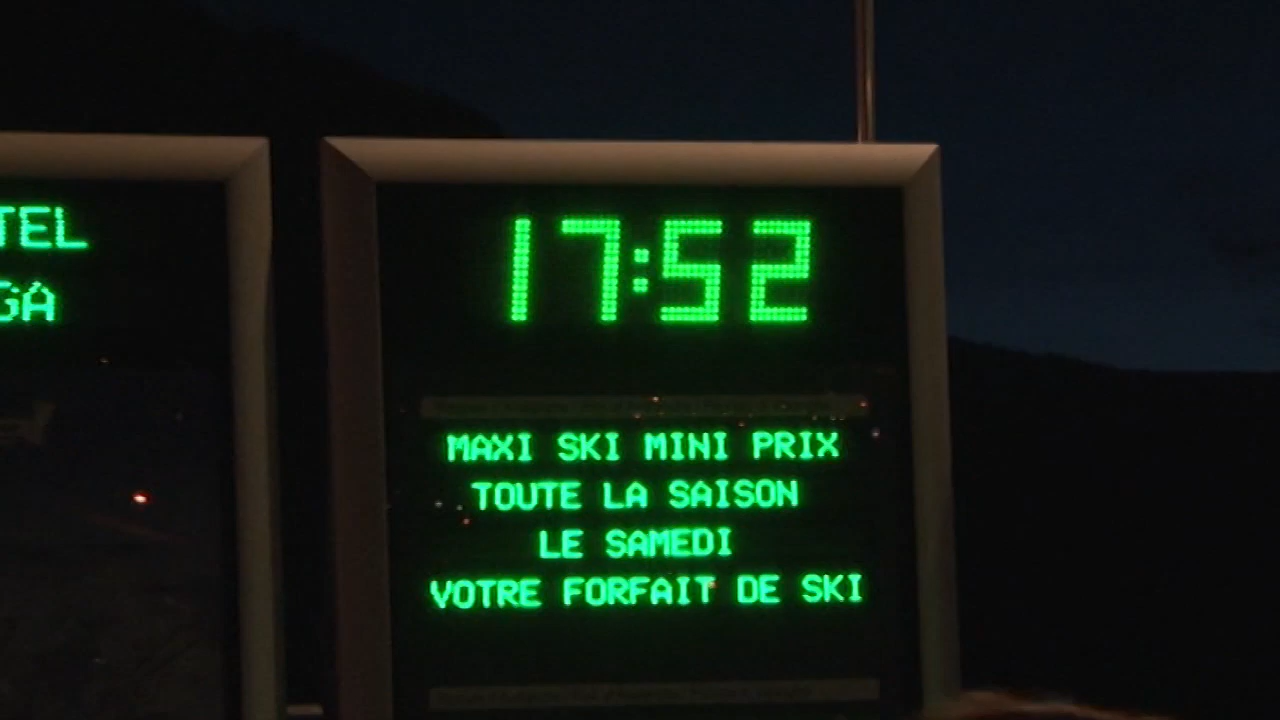 TEL
GA
17:52
MAXI SKI MINI PRIX
TOUTE LA SAISON
LE SAMEDI
VOTRE FORFAIT DE SKI